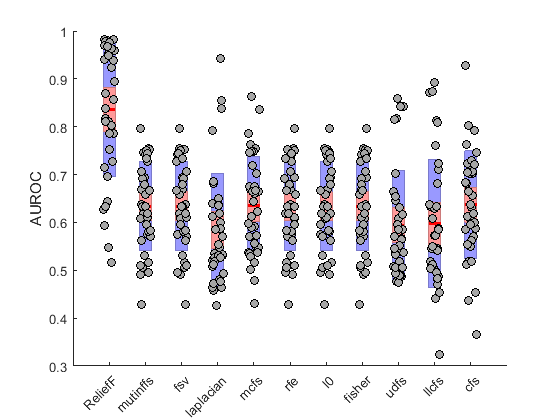 1
0.9
0.8
0.7
0.6
0.5
0.4
0.3
AUROC
ReliefF
mutinffs
fsv
laplacian
mcfs
rfe
l0
fisher
udfs
llcfs
cfs